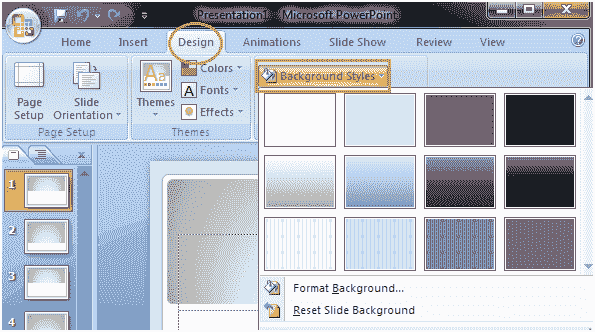 Presentation1 - Microsoft PowerPoint
Home Insert Design Animations Slide Show Review View
Page Setup
Slide Orientation
Page Setup
Themes
Colors
Fonts
Effects
Themes
Background Styles
1
2
3
4
Format Background...
Reset Slide Background